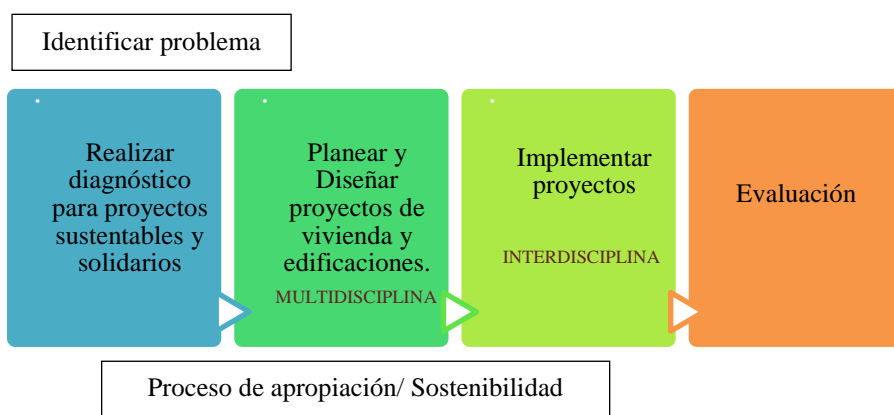 Identificar problema
Realizar
diagnóstico
para proyectos
sustentables y
solidarios
Planear y
Diseñar
proyectos de
vivienda y
edificaciones.
MULTIDISCIPLINA
Implementar
proyectos
INTERDISCIPLINA
Evaluación
Proceso de apropiación/ Sostenibilidad